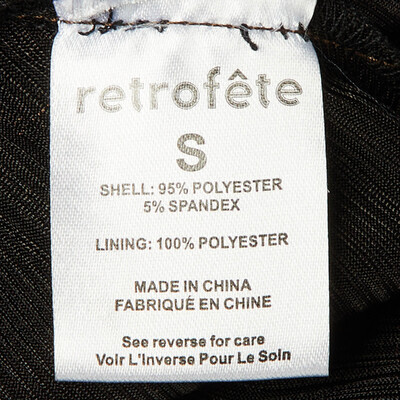 retrofête
S
SHELL: 95% POLYESTER
5% SPANDEX
LINING: 100% POLYESTER
MADE IN CHINA
FABRIQUÉ EN CHINE
See reverse for care
Voir L'Inverse Pour Le Soin